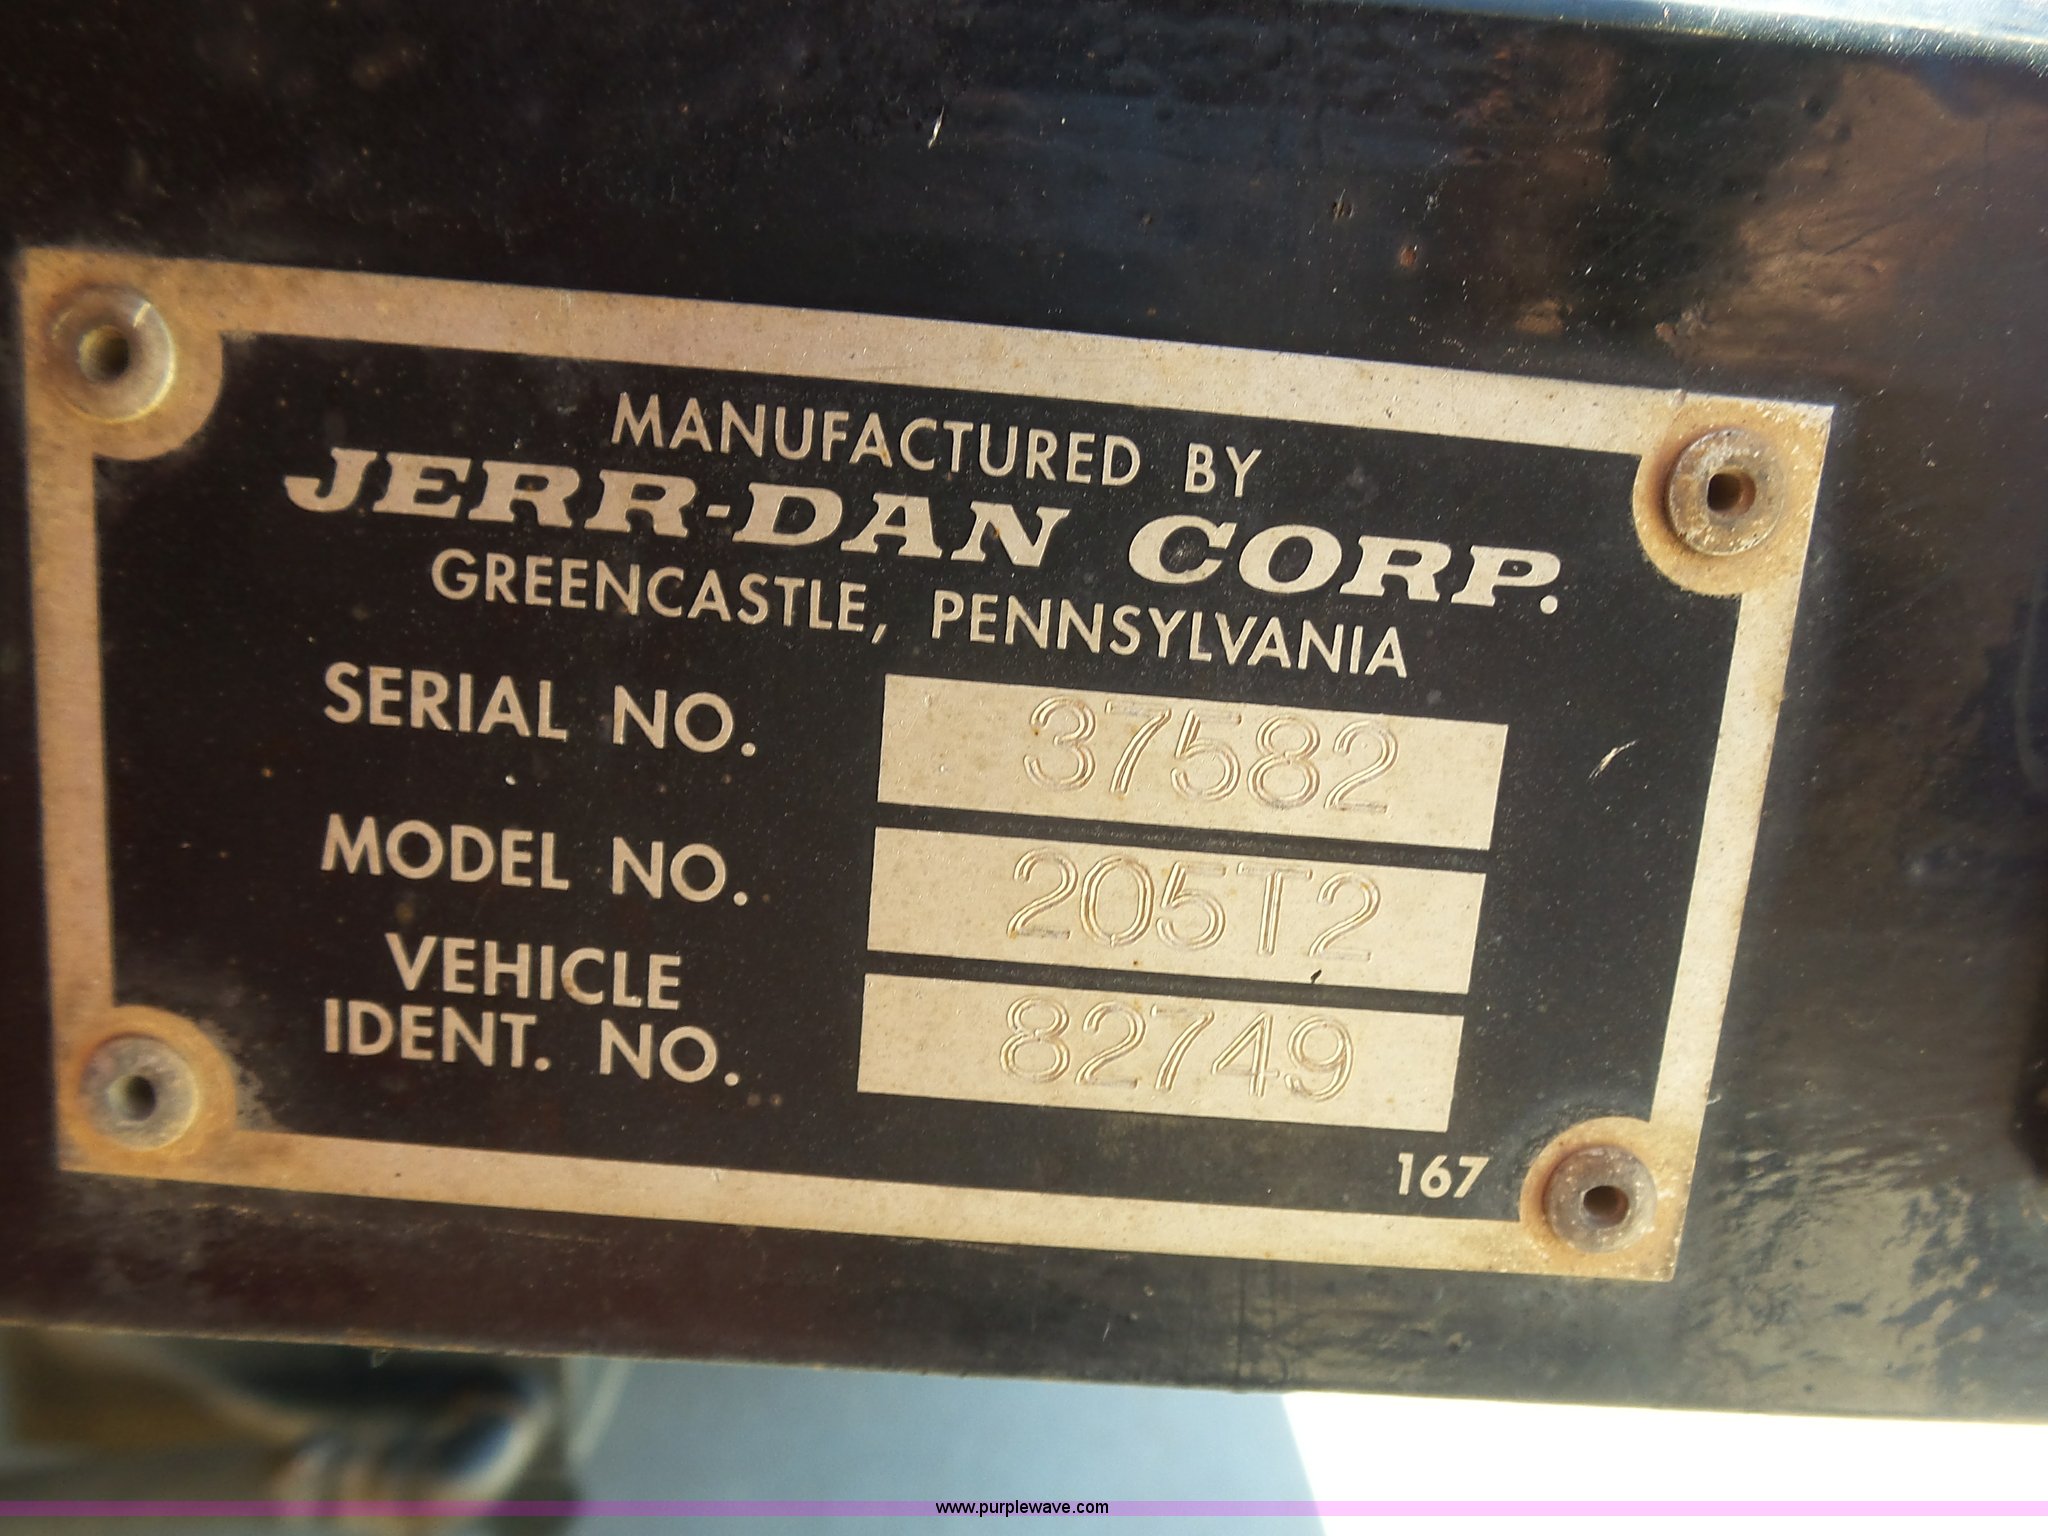 MANUFACTURED BY
JERR-DAN CORP.
GREENCASTLE, PENNSYLVANIA
SERIAL NO. 37582
MODEL NO. 205T2
VEHICLE
IDENT. NO. 82749
167
www.purplewave.com